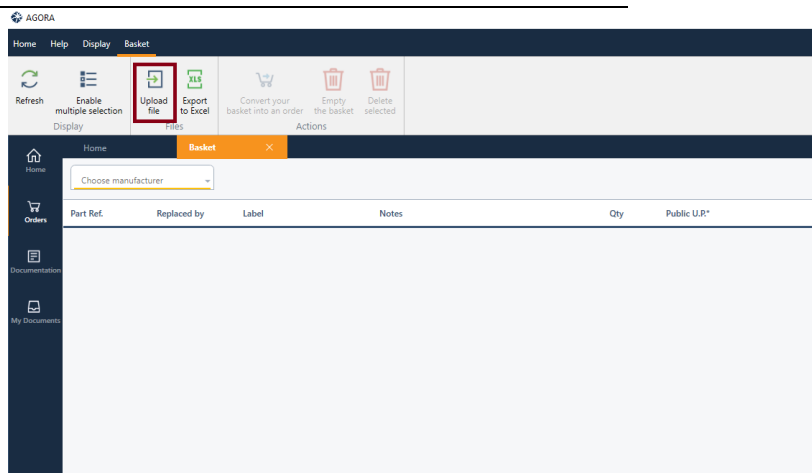 AGORA
Home Help Display Basket
Refresh
Enable
multiple selection
Display
Upload
file
XLS
Export
to Excel
Files
Convert your
basket into an order
Empty
the basket
Delete
selected
Actions
Home
Orders
Documentation
My Documents
Home Basket
Choose manufacturer
Part Ref. Replaced by Label Notes Qty Public U.P.*